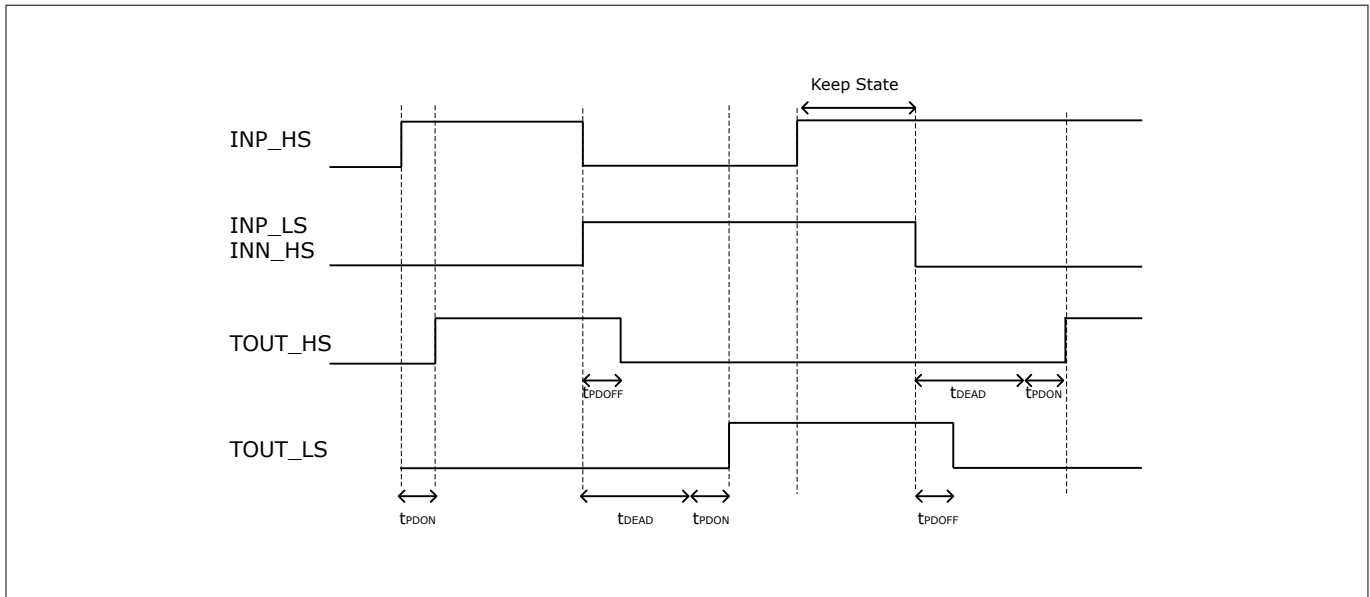 Keep State
INP_HS
INP_LS
INN_HS
TOUT_HS
tPDOFF
tDEAD
tPDON
TOUT_LS
tPDON
tDEAD
tPDON
tPDOFF